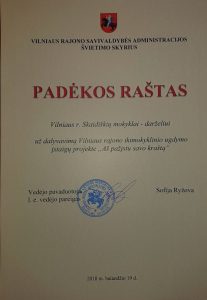 VILNIAUS RAJONO SAVIVALDYBĖS ADMINISTRACIJOS
ŠVIETIMO SKYRIUS
PADĖKOS RAŠTAS
Vilniaus r. Skaidiškių mokyklai - darželiui
už dalyvavimą Vilniaus rajono ikimokyklinio ugdymo
įstaigų projekte „Aš pažįstu savo kraštą“
Vedėjo pavaduotoja
l. e. vedėjo pareigas
Sofija Ryžova
2018 m. balandžio 19 d.